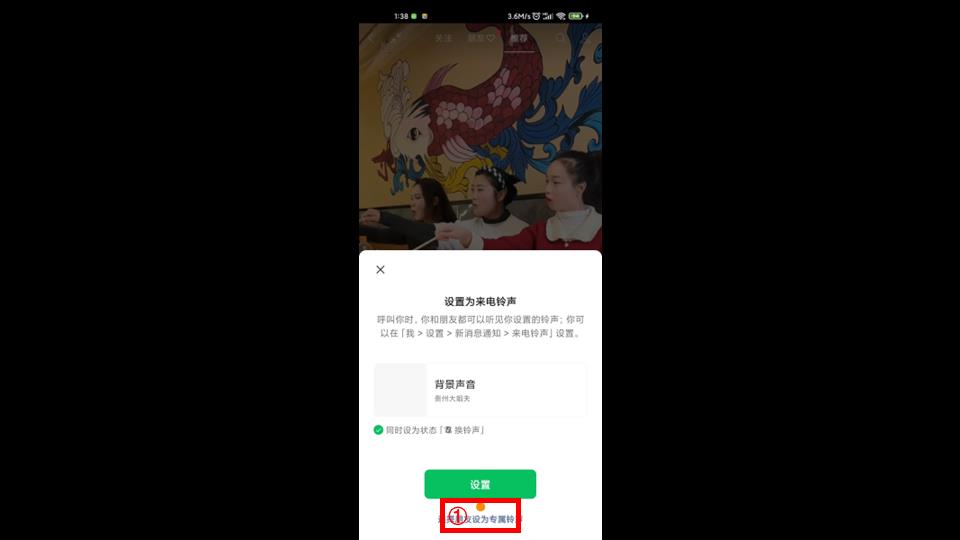 1:38
3.6M/s
关注 朋友♡ 推荐
设置为来电铃声
呼叫你时，你和朋友都可以听见你设置的铃声；你可
以在「我 > 设置 > 新消息通知 > 来电铃声」设置。
背景声音
贵州大姐夫
同时设为状态「换铃声」
设置
①
友设为专属铃